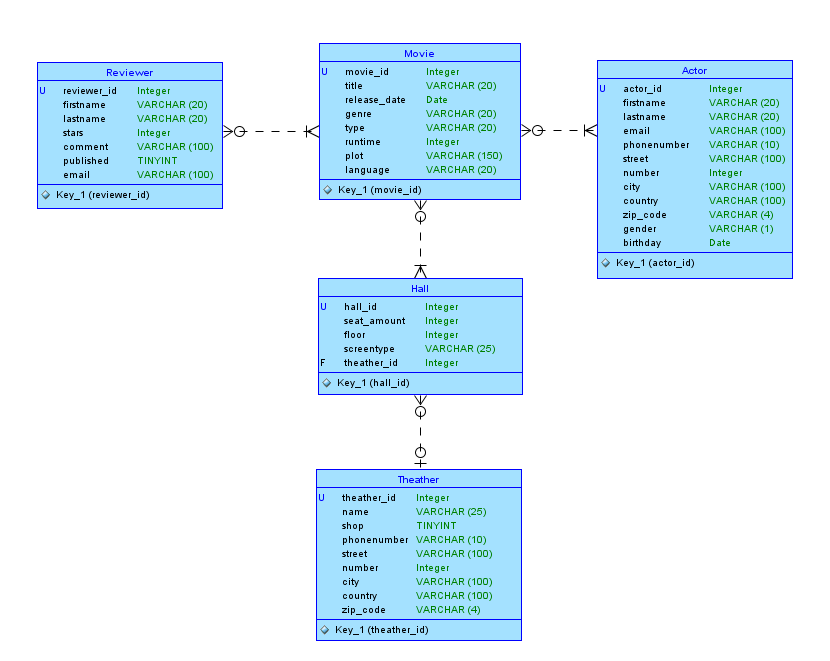 Reviewer
U reviewer_id Integer
firstname VARCHAR (20)
lastname VARCHAR (20)
stars Integer
comment VARCHAR (100)
published TINYINT
email VARCHAR (100)
Key_1 (reviewer_id)
Movie
U movie_id Integer
title VARCHAR (20)
release_date Date
genre VARCHAR (20)
type VARCHAR (20)
runtime Integer
plot VARCHAR (150)
language VARCHAR (20)
Key_1 (movie_id)
Actor
U actor_id Integer
firstname VARCHAR (20)
lastname VARCHAR (20)
email VARCHAR (100)
phonenumber VARCHAR (10)
street VARCHAR (100)
number Integer
city VARCHAR (100)
country VARCHAR (100)
zip_code VARCHAR (4)
gender VARCHAR (1)
birthday Date
Key_1 (actor_id)
Hall
U hall_id Integer
seat_amount Integer
floor Integer
screentype VARCHAR (25)
F theather_id Integer
Key_1 (hall_id)
Theather
U theather_id Integer
name VARCHAR (25)
shop TINYINT
phonenumber VARCHAR (10)
street VARCHAR (100)
number Integer
city VARCHAR (100)
country VARCHAR (100)
zip_code VARCHAR (4)
Key_1 (theather_id)